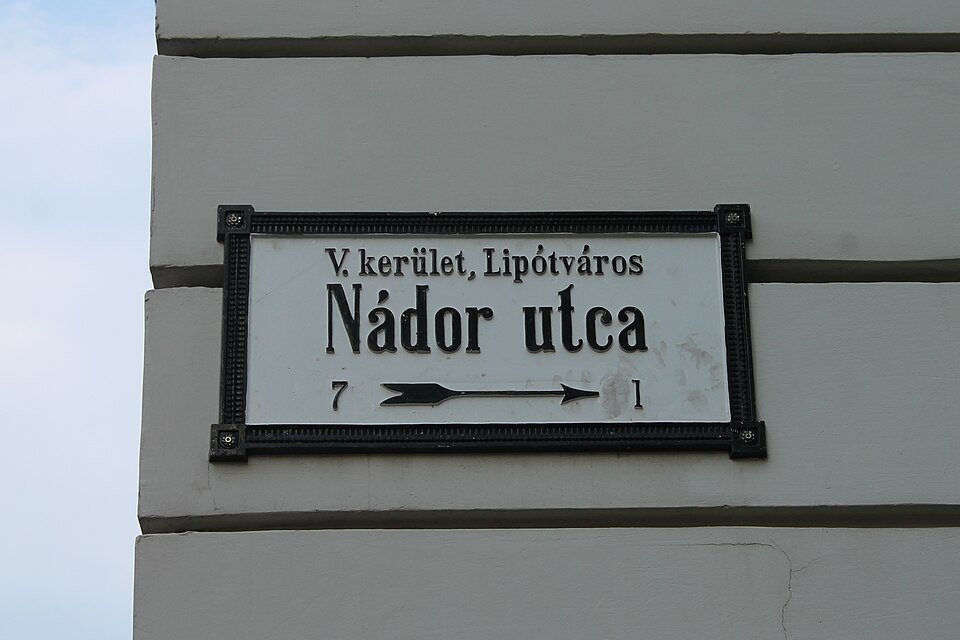 V. kerület, Lipótváros
Nádor utca
7 1